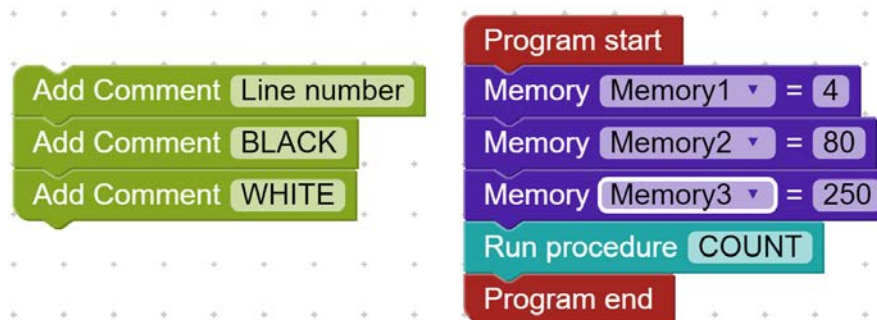 Add Comment Line number
Add Comment BLACK
Add Comment WHITE
Program start
Memory Memory1 = 4
Memory Memory2 = 80
Memory Memory3 = 250
Run procedure COUNT
Program end